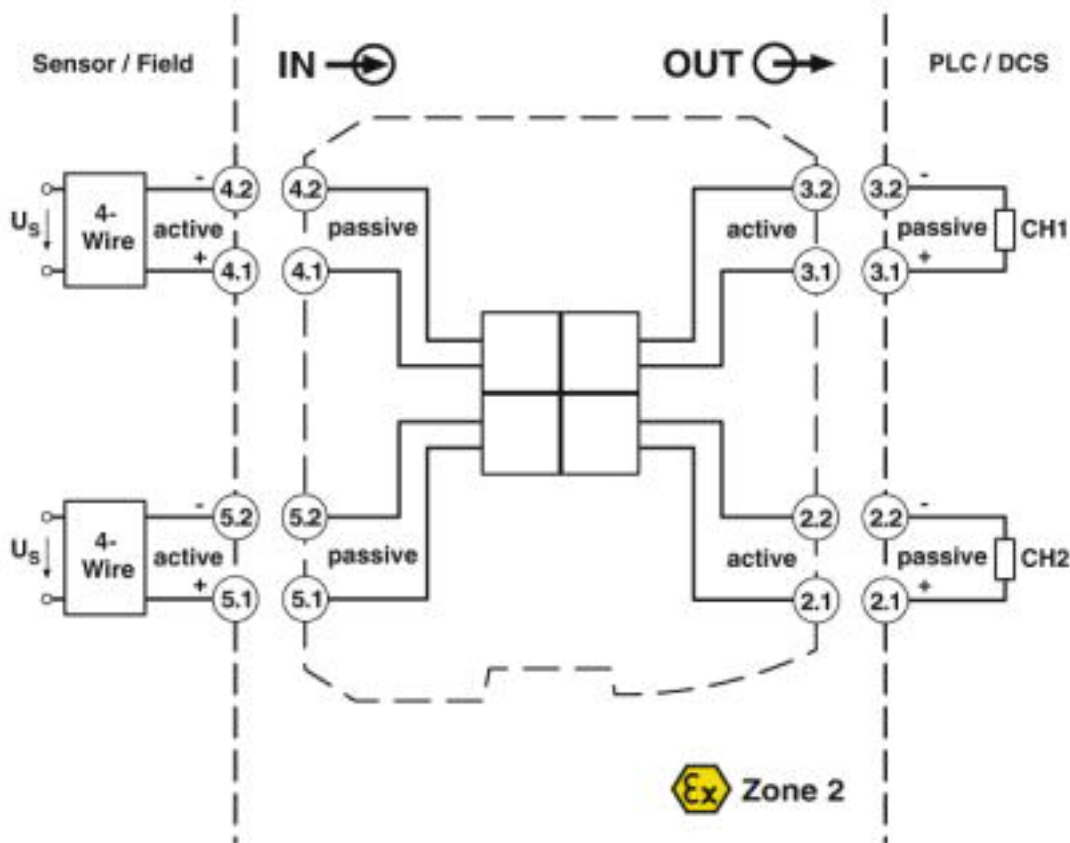 Sensor / Field IN OUT PLC / DCS
- 4.2 4.2 3.2 3.2 -
US 4-Wire active passive active passive CH1
+ 4.1 4.1 3.1 3.1 +
- 5.2 5.2 2.2 2.2 -
US 4-Wire active passive active passive CH2
+ 5.1 5.1 2.1 2.1 +
Ex Zone 2